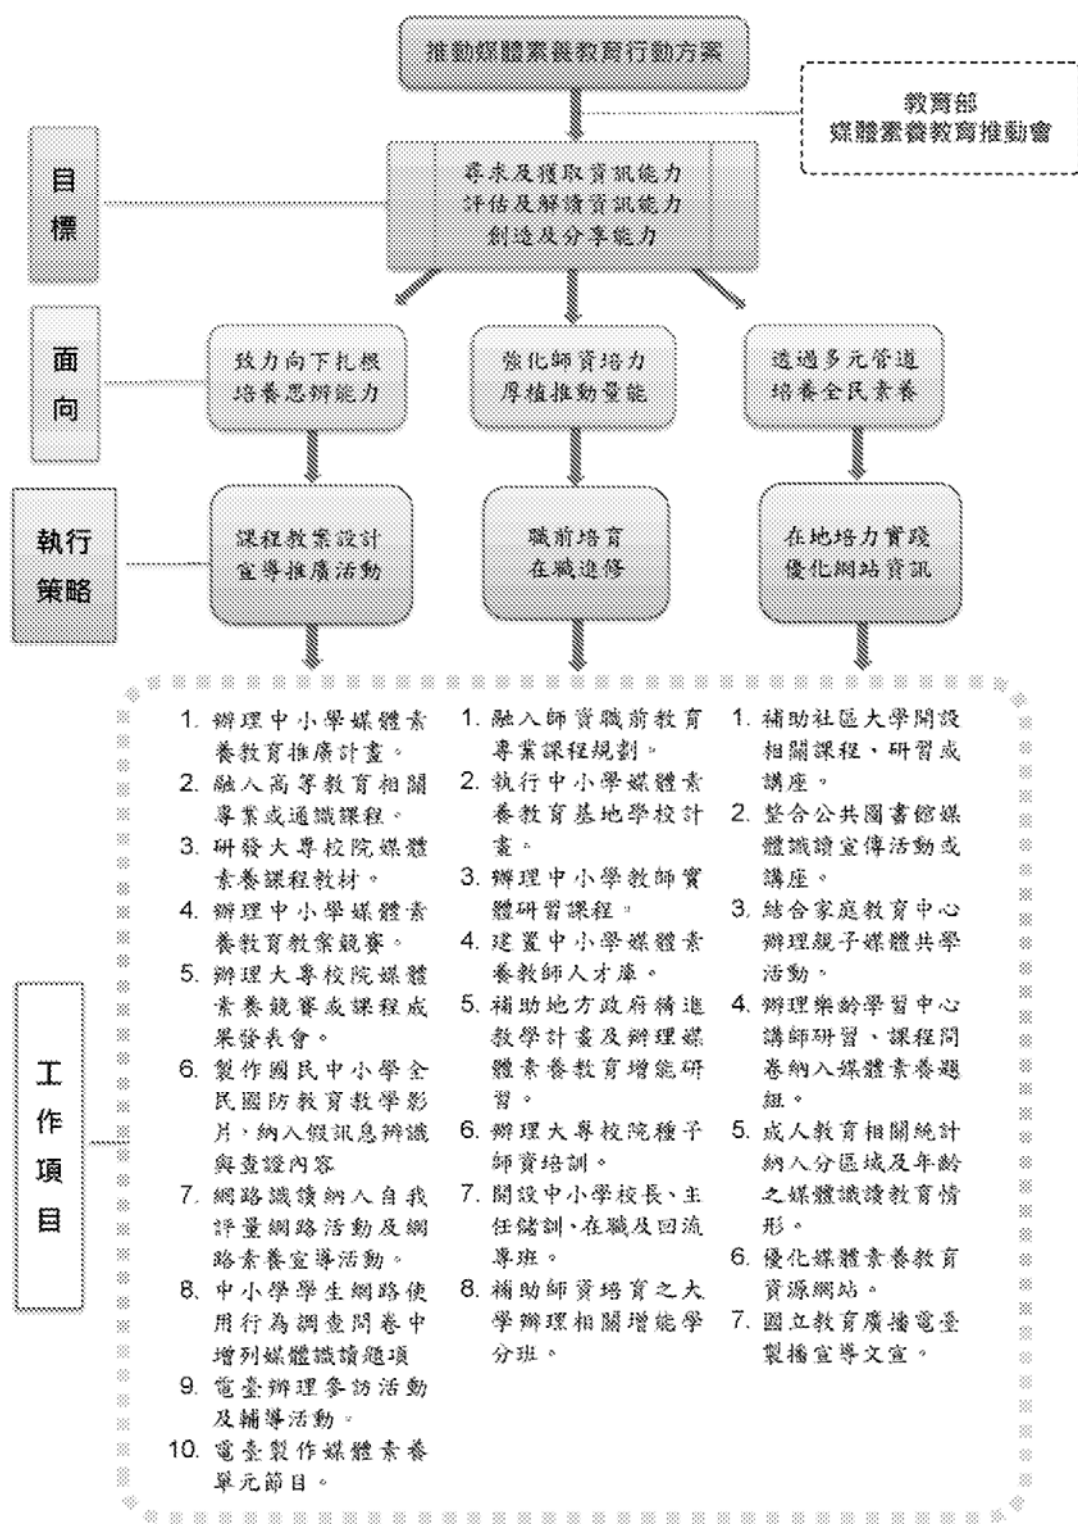 推動媒體素養教育行動方案
教育部
媒體素養教育推動會
目
標
尋求及獲取資訊能力
評估及解讀資訊能力
創造及分享能力
面
向
致力向下扎根
培養思辨能力
強化師資培力
厚植推動量能
透過多元管道
培養全民素養
執行
策略
課程教案設計
宣導推廣活動
職前培育
在職進修
在地培力實踐
優化網站資訊
工
作
項
目
1. 辦理中小學媒體素
養教育推廣計畫。
2. 融入高等教育相關
專業或通識課程。
3. 研發大專校院媒體
素養課程教材。
4. 辦理中小學媒體素
養教育教案競賽。
5. 辦理大專校院媒體
素養競賽或課程成
果發表會。
6. 製作國民中小學全
民國防教育教學影
片，納入假訊息辨識
與查證內容
7. 網路識讀納入自我
評量網路活動及網
路素養宣導活動。
8. 中小學學生網路使
用行為調查問卷中
增列媒體識讀題項
9. 電臺辦理參訪活動
及輔導活動。
10. 電臺製作媒體素養
單元節目。
1. 融入師資職前教育
專業課程規劃。
2. 執行中小學媒體素
養教育基地學校計
畫。
3. 辦理中小學教師實
體研習課程。
4. 建置中小學媒體素
養教師人才庫。
5. 補助地方政府精進
教學計畫及辦理媒
體素養教育增能研
習。
6. 辦理大專校院種子
師資培訓。
7. 開設中小學校長、主
任儲訓、在職及回流
專班。
8. 補助師資培育之大
學辦理相關增能學
分班。
1. 補助社區大學開設
相關課程、研習或
講座。
2. 整合公共圖書館媒
體識讀宣傳活動或
講座。
3. 結合家庭教育中心
辦理親子媒體共學
活動。
4. 辦理樂齡學習中心
講師研習、課程問
卷納入媒體素養題
組。
5. 成人教育相關統計
納入分區域及年齡
之媒體識讀教育情
形。
6. 優化媒體素養教育
資源網站。
7. 國立教育廣播電臺
製播宣導文宣。